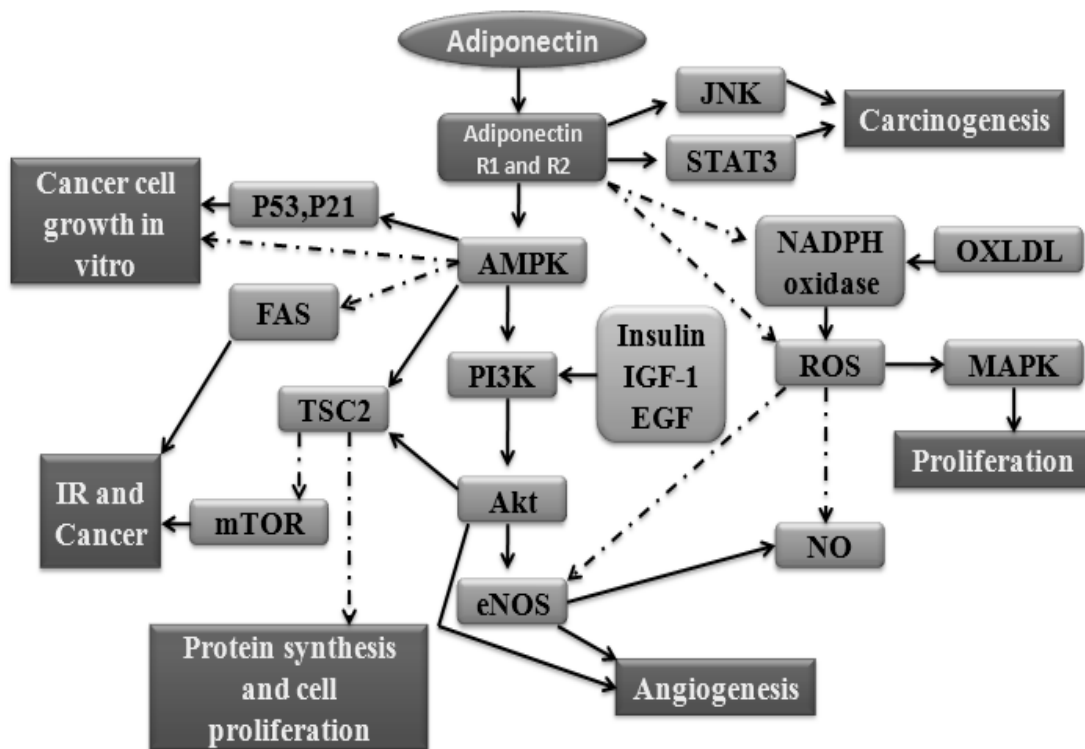 Adiponectin
JNK
Adiponectin
R1 and R2
Carcinogenesis
STAT3
Cancer cell
growth in
vitro
P53,P21
NADPH
oxidase
OXLDL
AMPK
FAS
Insulin
IGF-1
EGF
PI3K
ROS
MAPK
TSC2
Proliferation
IR and
Cancer
mTOR
Akt
NO
eNOS
Protein synthesis
and cell
proliferation
Angiogenesis